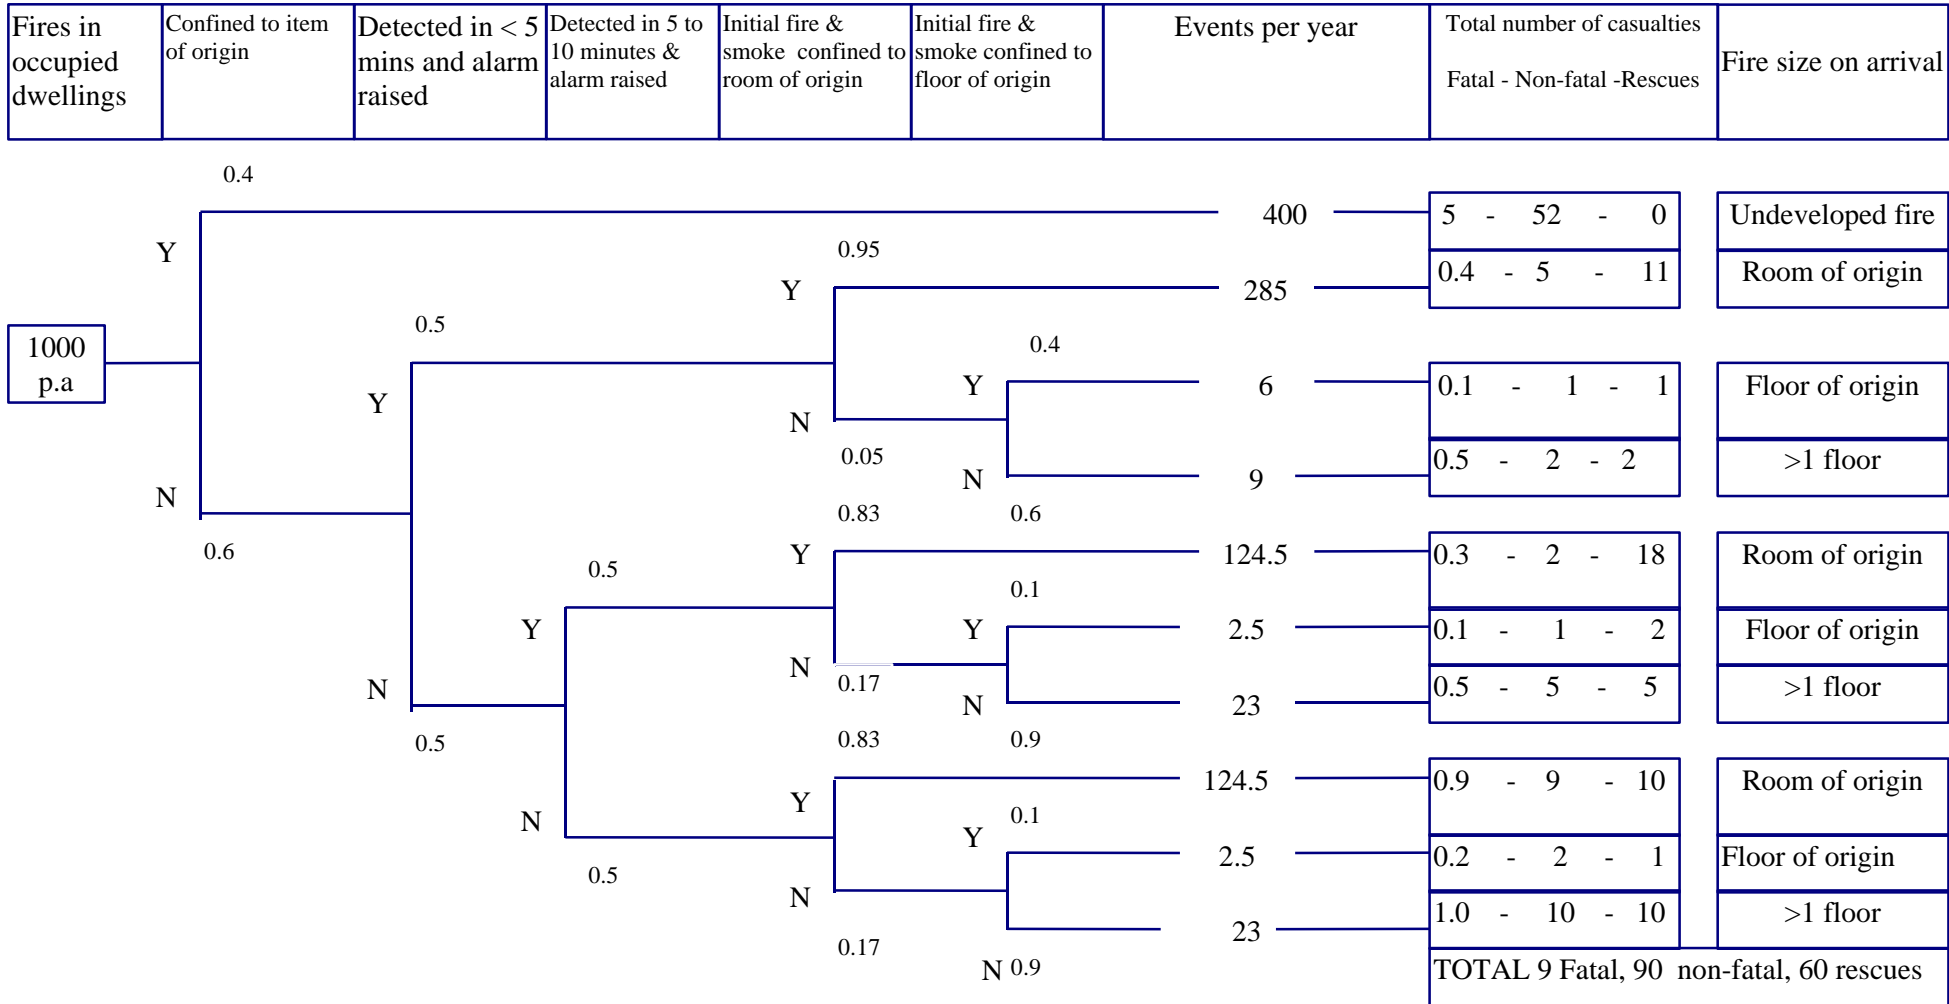 Fires in
occupied
dwellings
Confined to item
of origin
Detected in < 5
mins and alarm
raised
Detected in 5 to
10 minutes &
alarm raised
Initial fire &
smoke confined to
room of origin
Initial fire &
smoke confined to
floor of origin
Events per year
Total number of casualties
Fatal - Non-fatal -Rescues
Fire size on arrival
0.4
400
5 - 52 - 0
Undeveloped fire
Y
0.95
0.4 - 5 - 11
Room of origin
Y
285
0.5
1000
p.a
0.4
Y
6
0.1 - 1 - 1
Floor of origin
Y
N
0.05
0.5 - 2 - 2
>1 floor
N
9
N
0.83
0.6
0.6
Y
124.5
0.3 - 2 - 18
Room of origin
0.5
0.1
Y
Y
2.5
0.1 - 1 - 2
Floor of origin
N
0.17
N
0.5 - 5 - 5
>1 floor
N
23
0.5
0.83
0.9
124.5
0.9 - 9 - 10
Room of origin
Y
0.1
N
Y
2.5
0.2 - 2 - 1
Floor of origin
0.5
N
1.0 - 10 - 10
>1 floor
23
0.17
N 0.9
TOTAL 9 Fatal, 90 non-fatal, 60 rescues